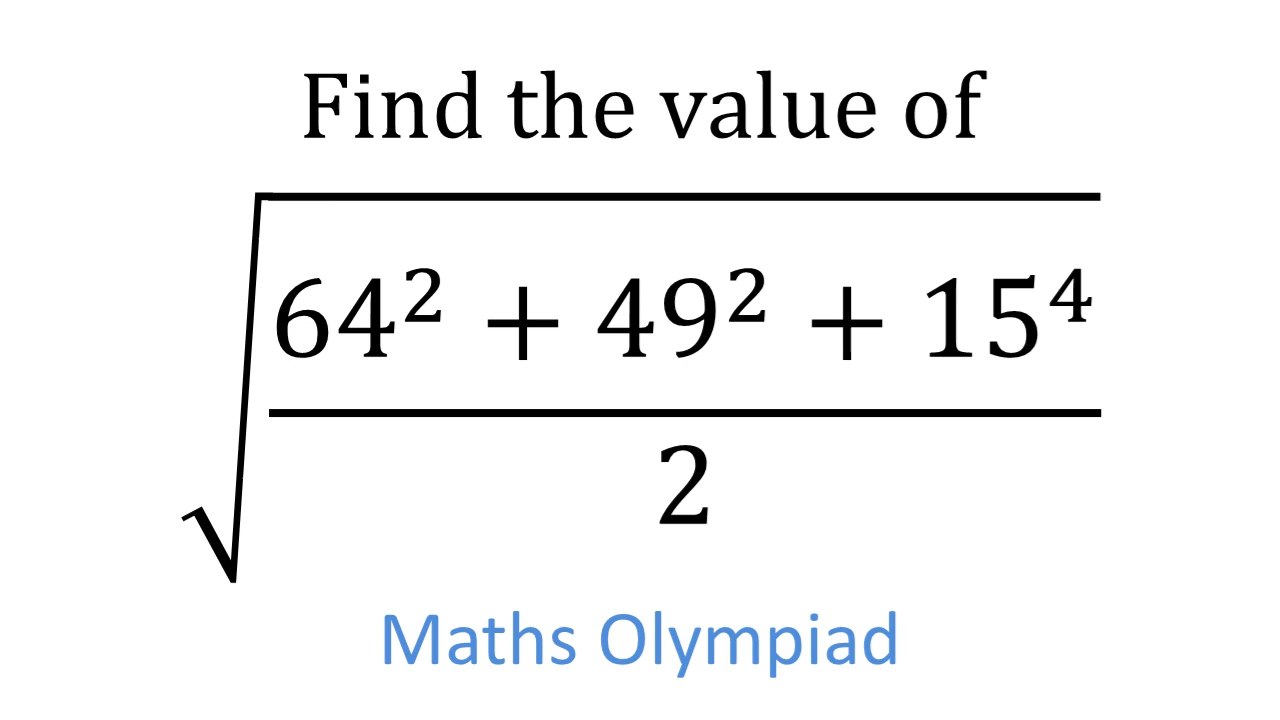 Find the value of
√((64² + 49² + 15⁴)/2)
Maths Olympiad